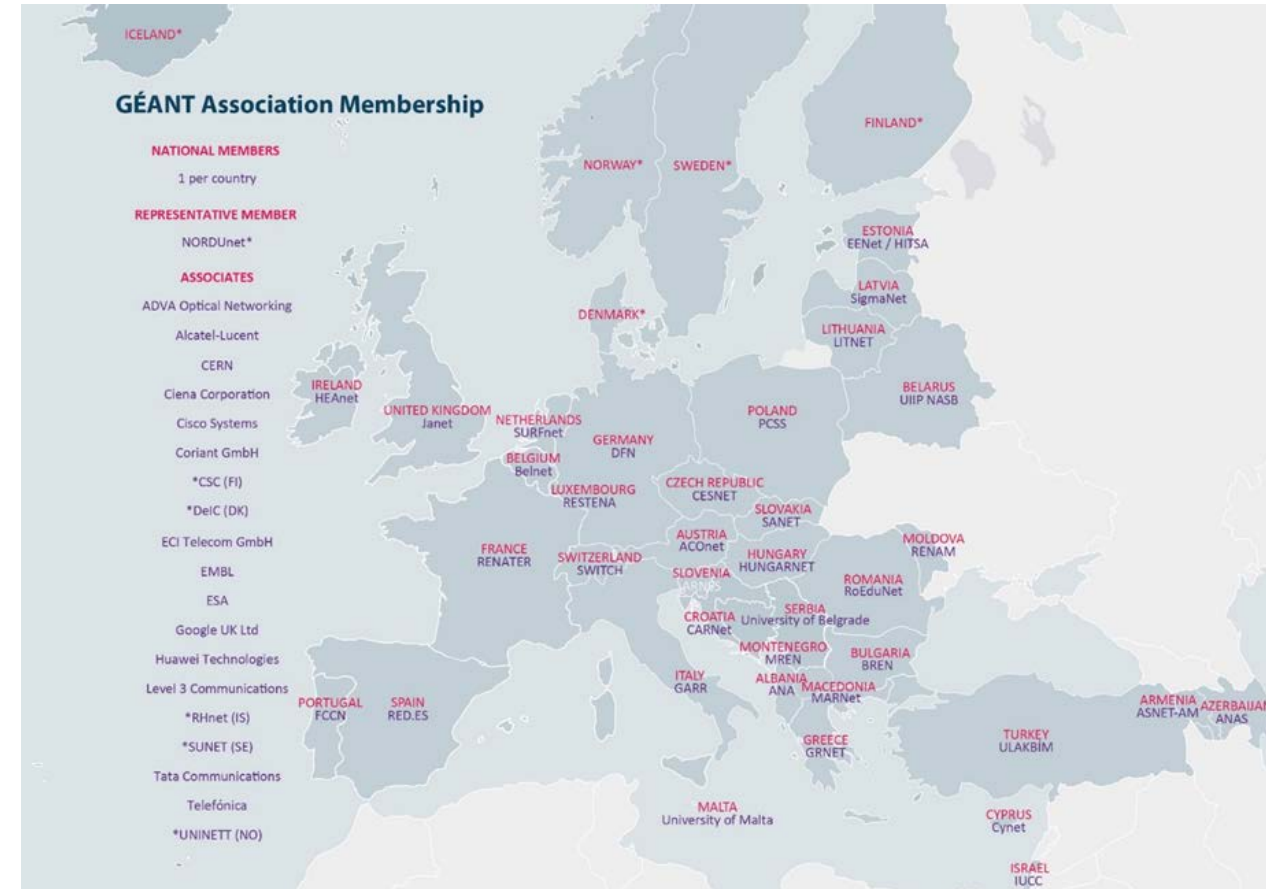 ICELAND*
GÉANT Association Membership
NATIONAL MEMBERS
1 per country
REPRESENTATIVE MEMBER
NORDUnet*
ASSOCIATES
ADVA Optical Networking
Alcatel-Lucent
CERN
Ciena Corporation
Cisco Systems
Coriant GmbH
*CSC (FI)
*DeIC (DK)
ECI Telecom GmbH
EMBL
ESA
Google UK Ltd
Huawei Technologies
Level 3 Communications
*RHnet (IS)
*SUNET (SE)
Tata Communications
Telefónica
*UNINETT (NO)
FINLAND*
NORWAY*
SWEDEN*
ESTONIA
EENet / HITSA
LATVIA
SigmaNet
DENMARK*
LITHUANIA
LITNET
IRELAND
HEAnet
UNITED KINGDOM
Janet
NETHERLANDS
SURFnet
BELARUS
UIIP NASB
POLAND
PCSS
GERMANY
DFN
BELGIUM
Belnet
LUXEMBOURG
RESTENA
CZECH REPUBLIC
CESNET
SLOVAKIA
SANET
AUSTRIA
ACOnet
MOLDOVA
RENAM
FRANCE
RENATER
SWITZERLAND
SWITCH
HUNGARY
HUNGARNET
SLOVENIA
ROMANIA
RoEduNet
CROATIA
CARNet
SERBIA
University of Belgrade
MONTENEGRO
MREN
BULGARIA
BREN
ITALY
GARR
ALBANIA
ANA
MACEDONIA
MARNet
PORTUGAL
FCCN
SPAIN
RED.ES
ARMENIA
ASNET-AM
AZERBAIJAN
ANAS
GREECE
GRNET
TURKEY
ULAKBİM
MALTA
University of Malta
CYPRUS
Cynet
ISRAEL
IUCC